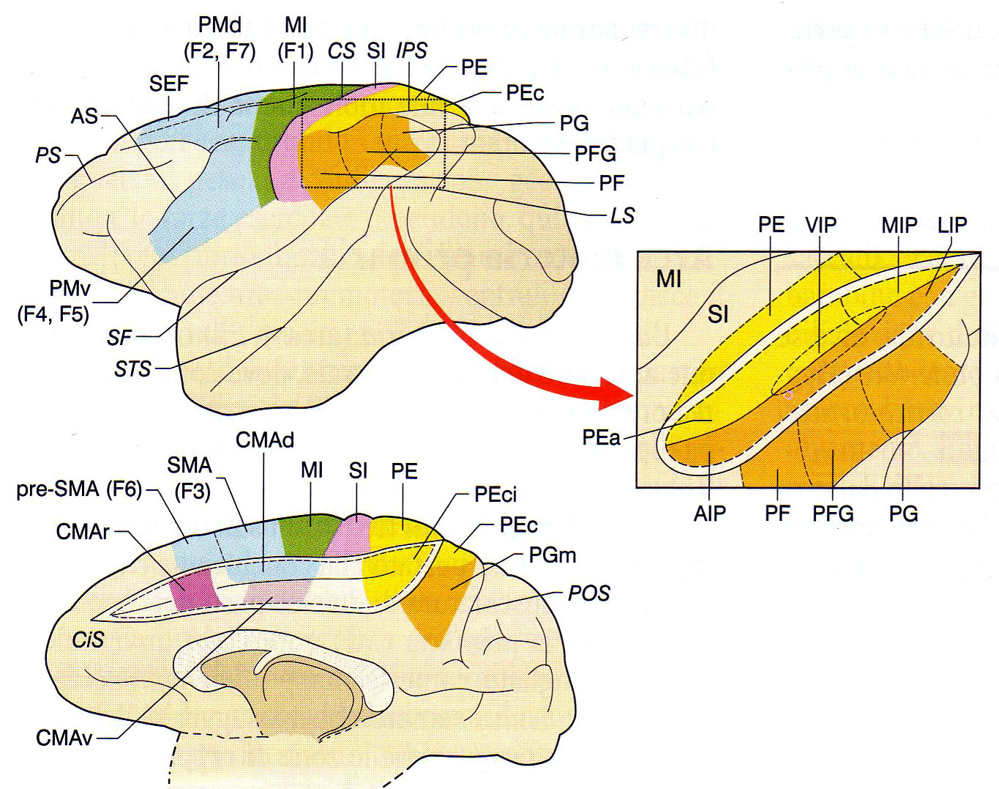 PMd
(F2, F7)
MI
(F1)
CS
SI
IPS
PE
SEF
PEc
AS
PG
PS
PFG
PF
LS
PMv
(F4, F5)
SF
STS
PE
VIP
MIP
LIP
MI
SI
PEa
AIP
PF
PFG
PG
CMAd
SMA
(F3)
MI
SI
PE
pre-SMA (F6)
PEci
CMAr
PEc
PGm
POS
CiS
CMAv